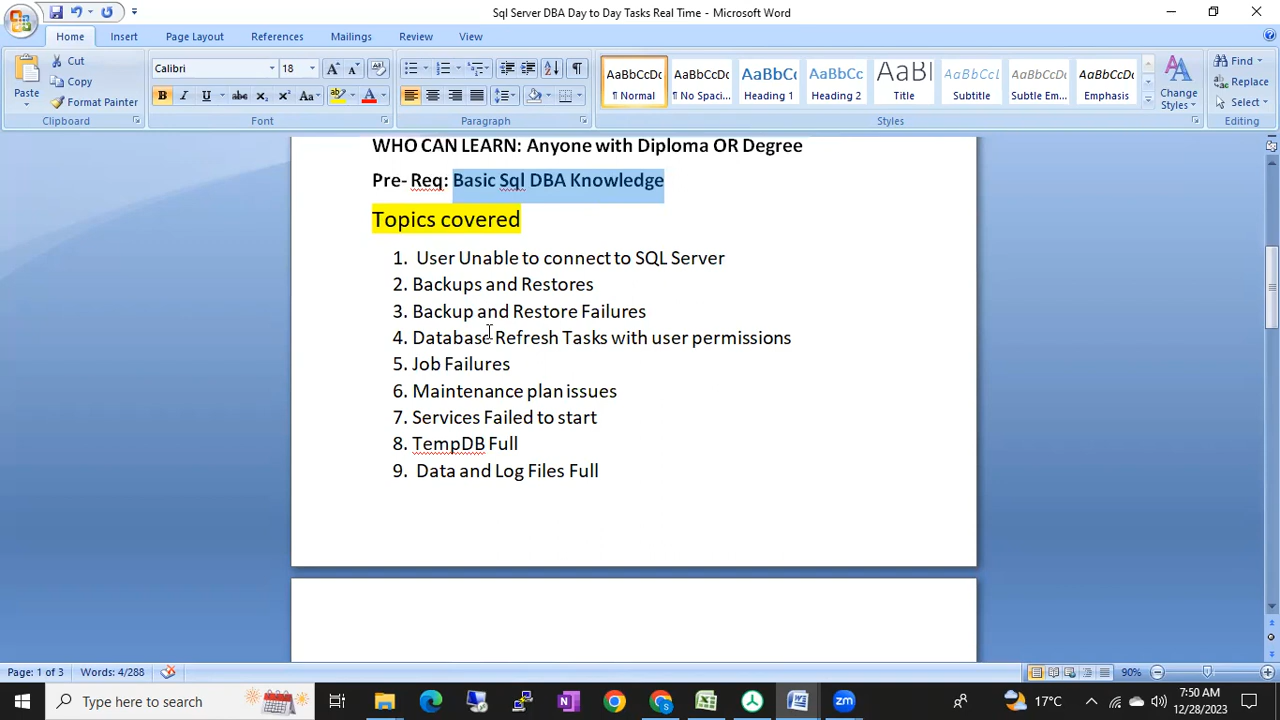 Sql Server DBA Day to Day Tasks Real Time - Microsoft Word
Home Insert Page Layout References Mailings Review View
Paste Cut Copy Format Painter Clipboard
Calibri 18 Font
Paragraph
AaBbCcDc AaBbCcDc AaBbC AaBbCc AaBl AaBbCcL AaBbCcDc AaBbCcDc
¶ Normal ¶ No Spaci... Heading 1 Heading 2 Title Subtitle Subtle Em... Emphasis
Change Styles
Styles
Find Replace Select Editing
WHO CAN LEARN: Anyone with Diploma OR Degree
Pre- Req: Basic Sql DBA Knowledge
Topics covered
1. User Unable to connect to SQL Server
2. Backups and Restores
3. Backup and Restore Failures
4. Database Refresh Tasks with user permissions
5. Job Failures
6. Maintenance plan issues
7. Services Failed to start
8. TempDB Full
9. Data and Log Files Full
Page: 1 of 3 Words: 4/288 90%
Type here to search 17°C 7:50 AM
12/28/2023